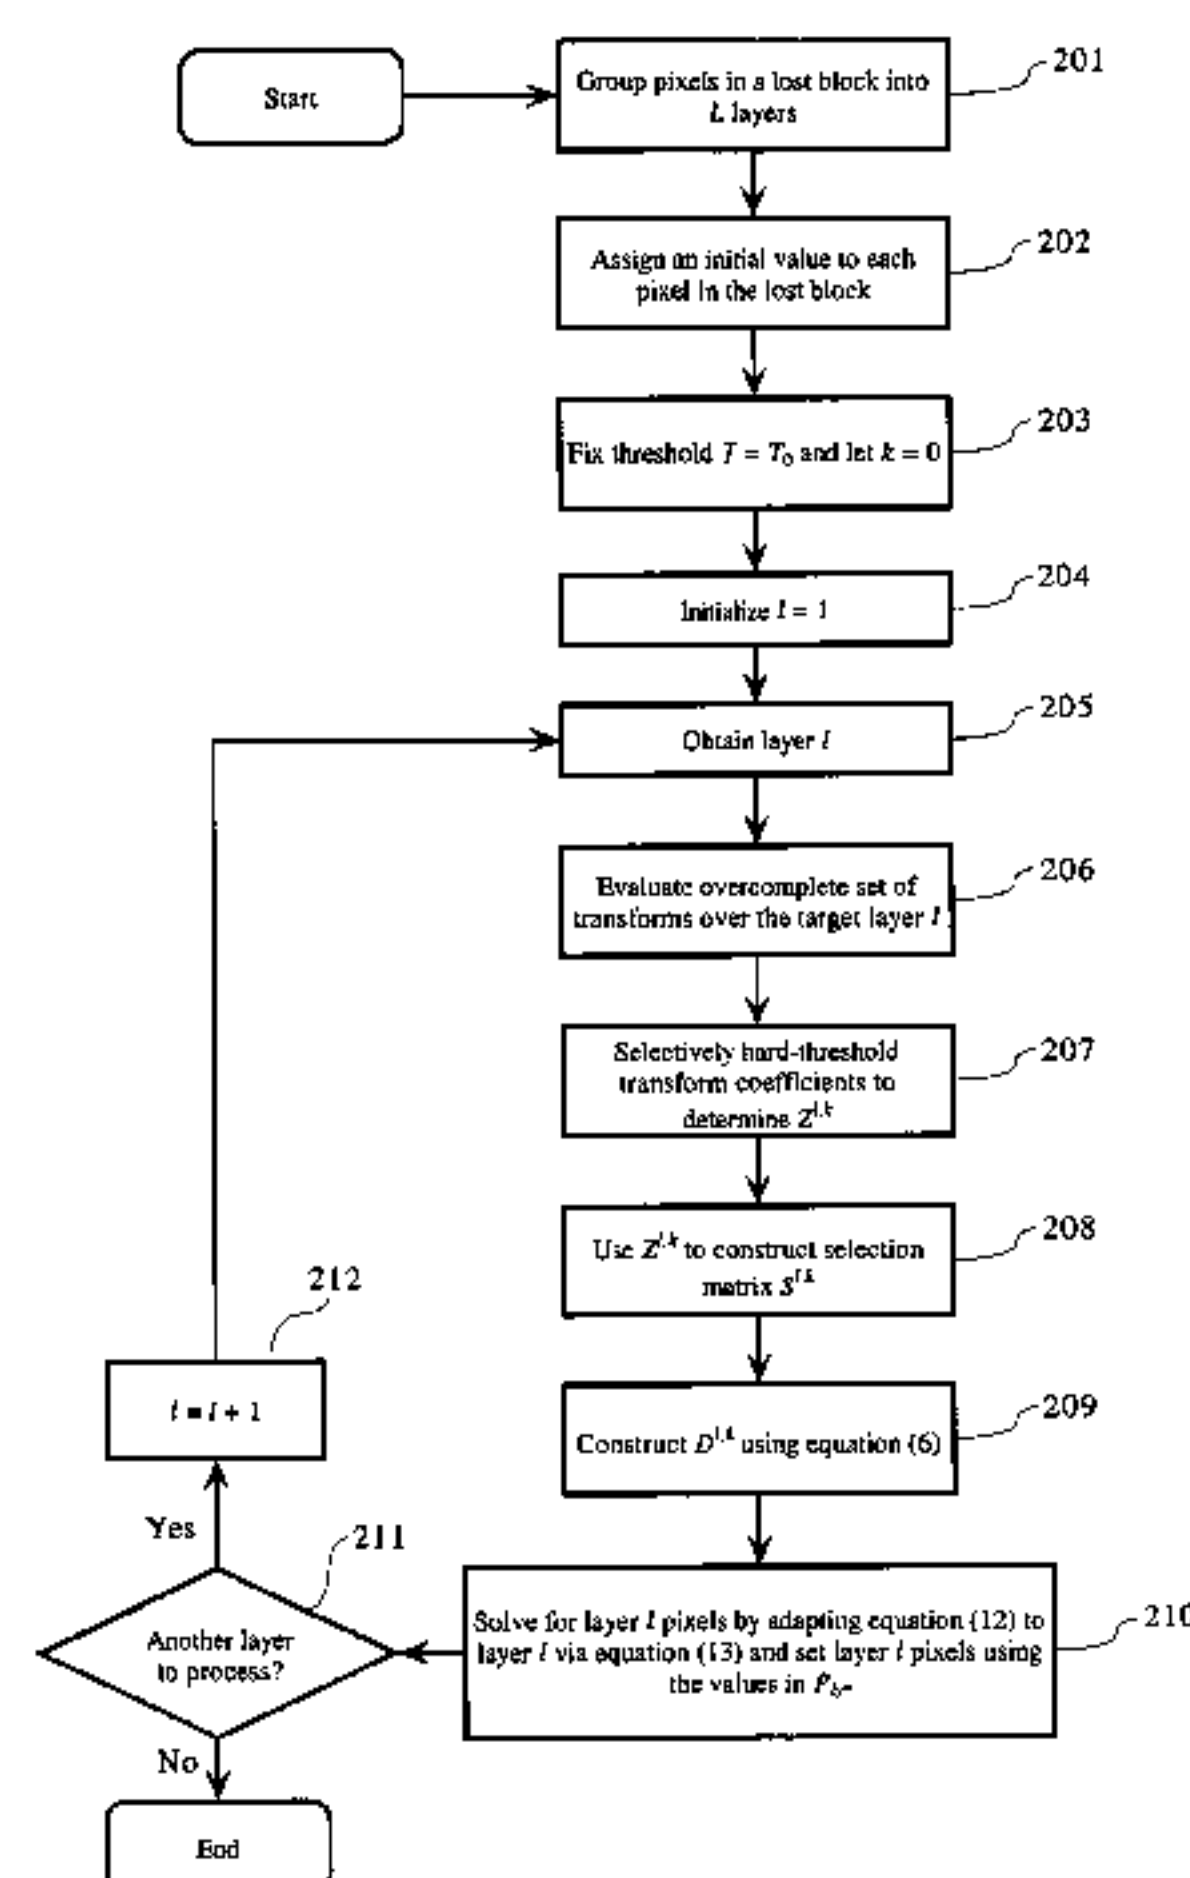 Start
Group pixels in a lost block into
L layers
201
Assign an initial value to each
pixel in the lost block
202
Fix threshold T = T₀ and let k = 0
203
Initialize l = 1
204
Obtain layer l
205
Evaluate overcomplete set of
transforms over the target layer l
206
Selectively hard-threshold
transform coefficients to
determine Z^{l,k}
207
Use Z^{l,k} to construct selection
matrix S^{l,k}
208
Construct D^{l,k} using equation (6)
209
Solve for layer l pixels by adapting equation (12) to
layer l via equation (13) and set layer l pixels using
the values in
210
Another layer
to process?
211
Yes
l = l + 1
212
No
End